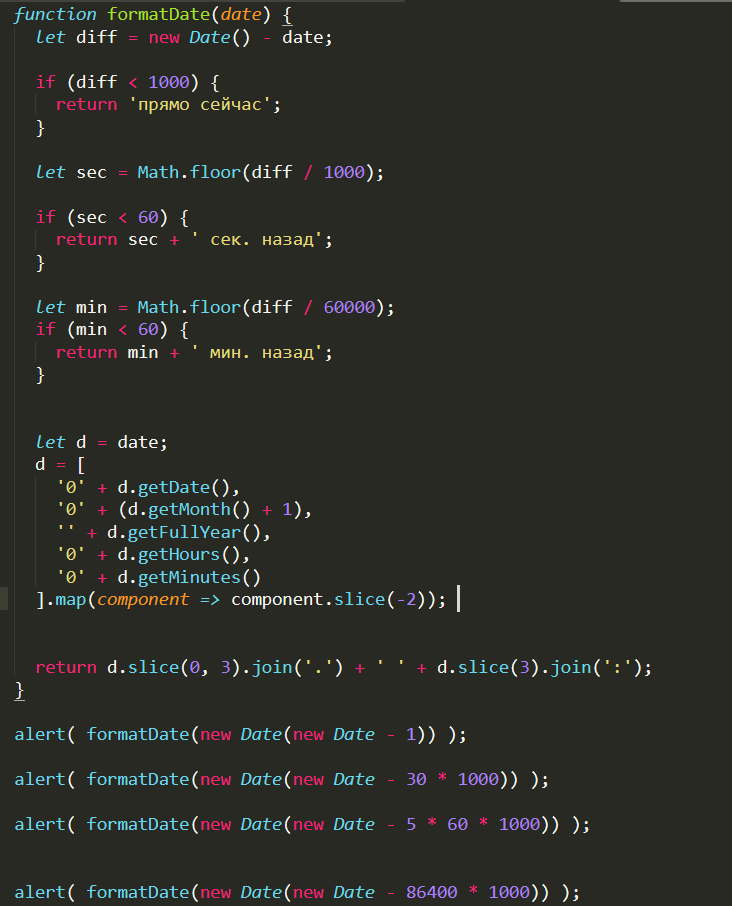 function formatDate(date) {
  let diff = new Date() - date;
  if (diff < 1000) {
    return 'прямо сейчас';
  }
  let sec = Math.floor(diff / 1000);
  if (sec < 60) {
    return sec + ' сек. назад';
  }
  let min = Math.floor(diff / 60000);
  if (min < 60) {
    return min + ' мин. назад';
  }
  let d = date;
  d = [
    '0' + d.getDate(),
    '0' + (d.getMonth() + 1),
    '' + d.getFullYear(),
    '0' + d.getHours(),
    '0' + d.getMinutes()
  ].map(component => component.slice(-2));
  return d.slice(0, 3).join('.') + ' ' + d.slice(3).join(':');
}
alert( formatDate(new Date(new Date - 1)) );
alert( formatDate(new Date(new Date - 30 * 1000)) );
alert( formatDate(new Date(new Date - 5 * 60 * 1000)) );
alert( formatDate(new Date(new Date - 86400 * 1000)) );